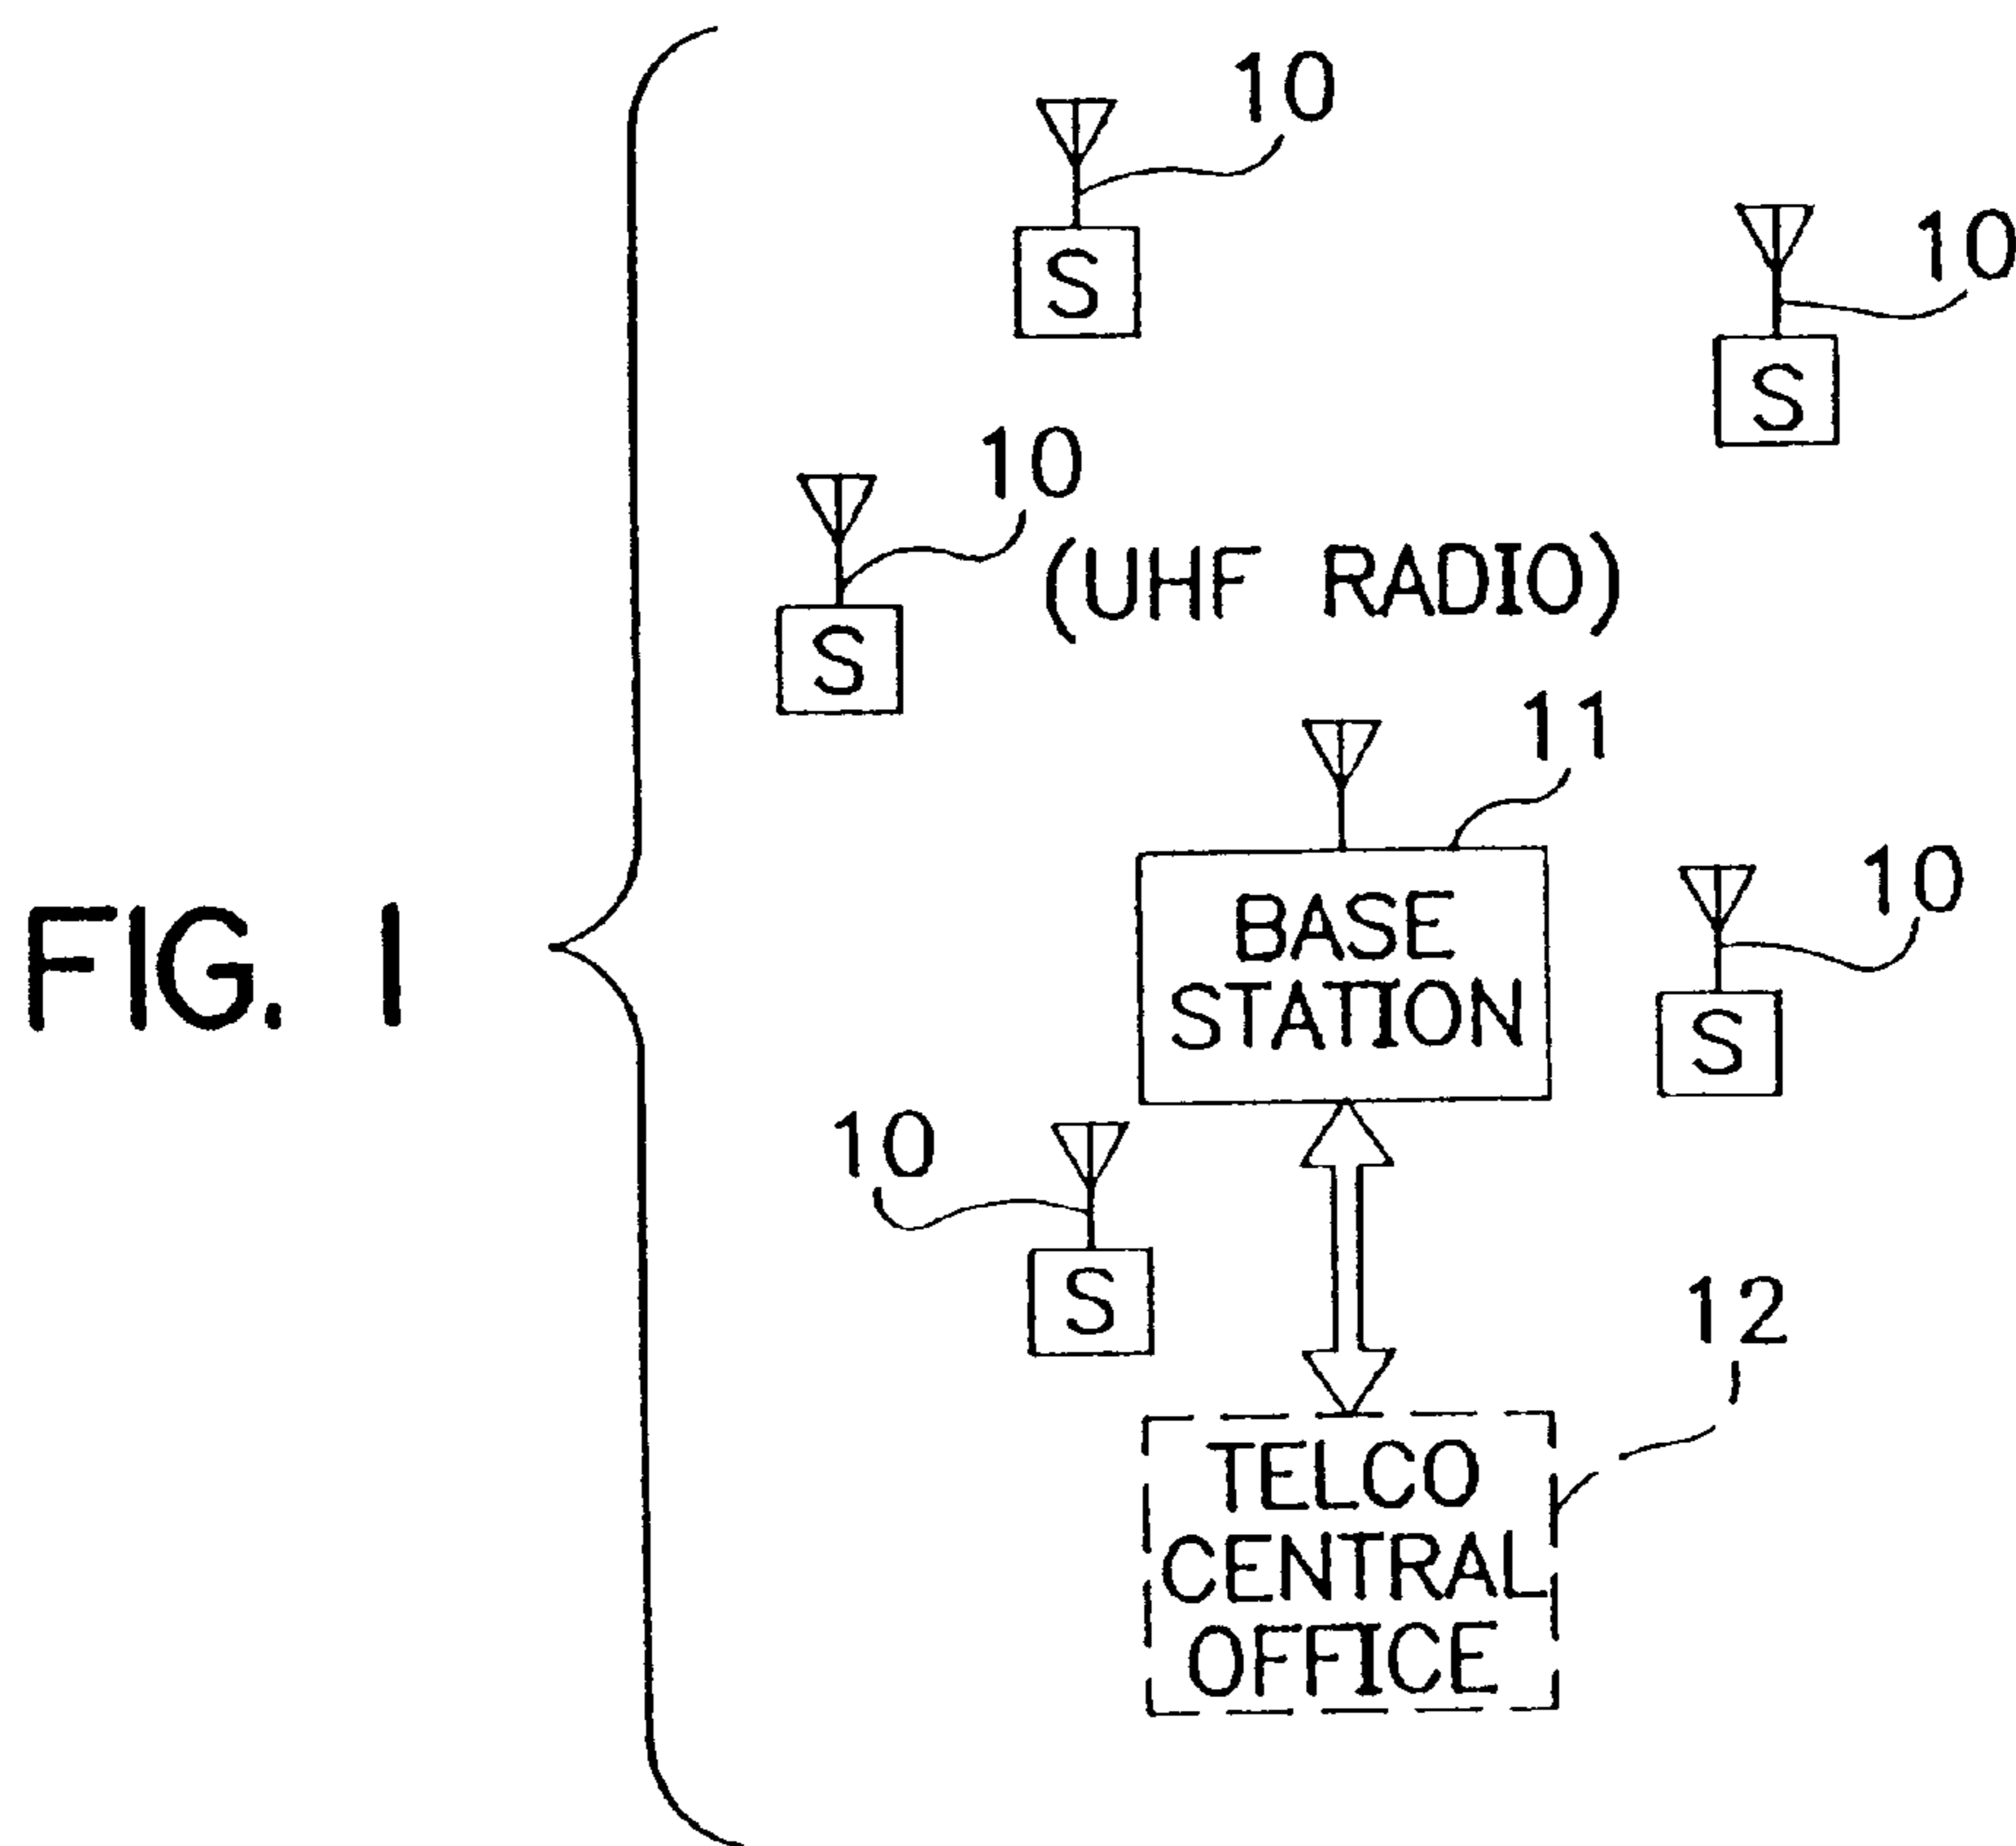 10
10
S
S
10
(UHF RADIO)
S
11
10
BASE
STATION
FIG. 1
S
10
S
12
TELCO
CENTRAL
OFFICE